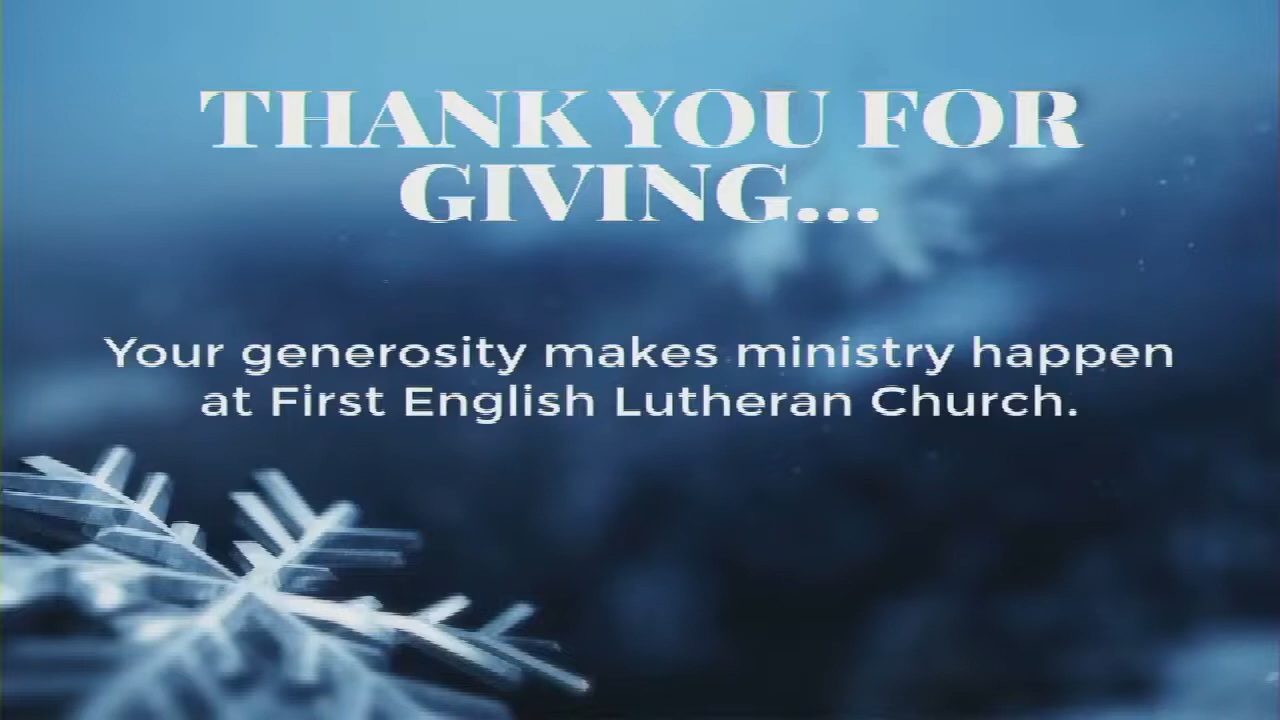 THANK YOU FOR
GIVING...
Your generosity makes ministry happen
at First English Lutheran Church.